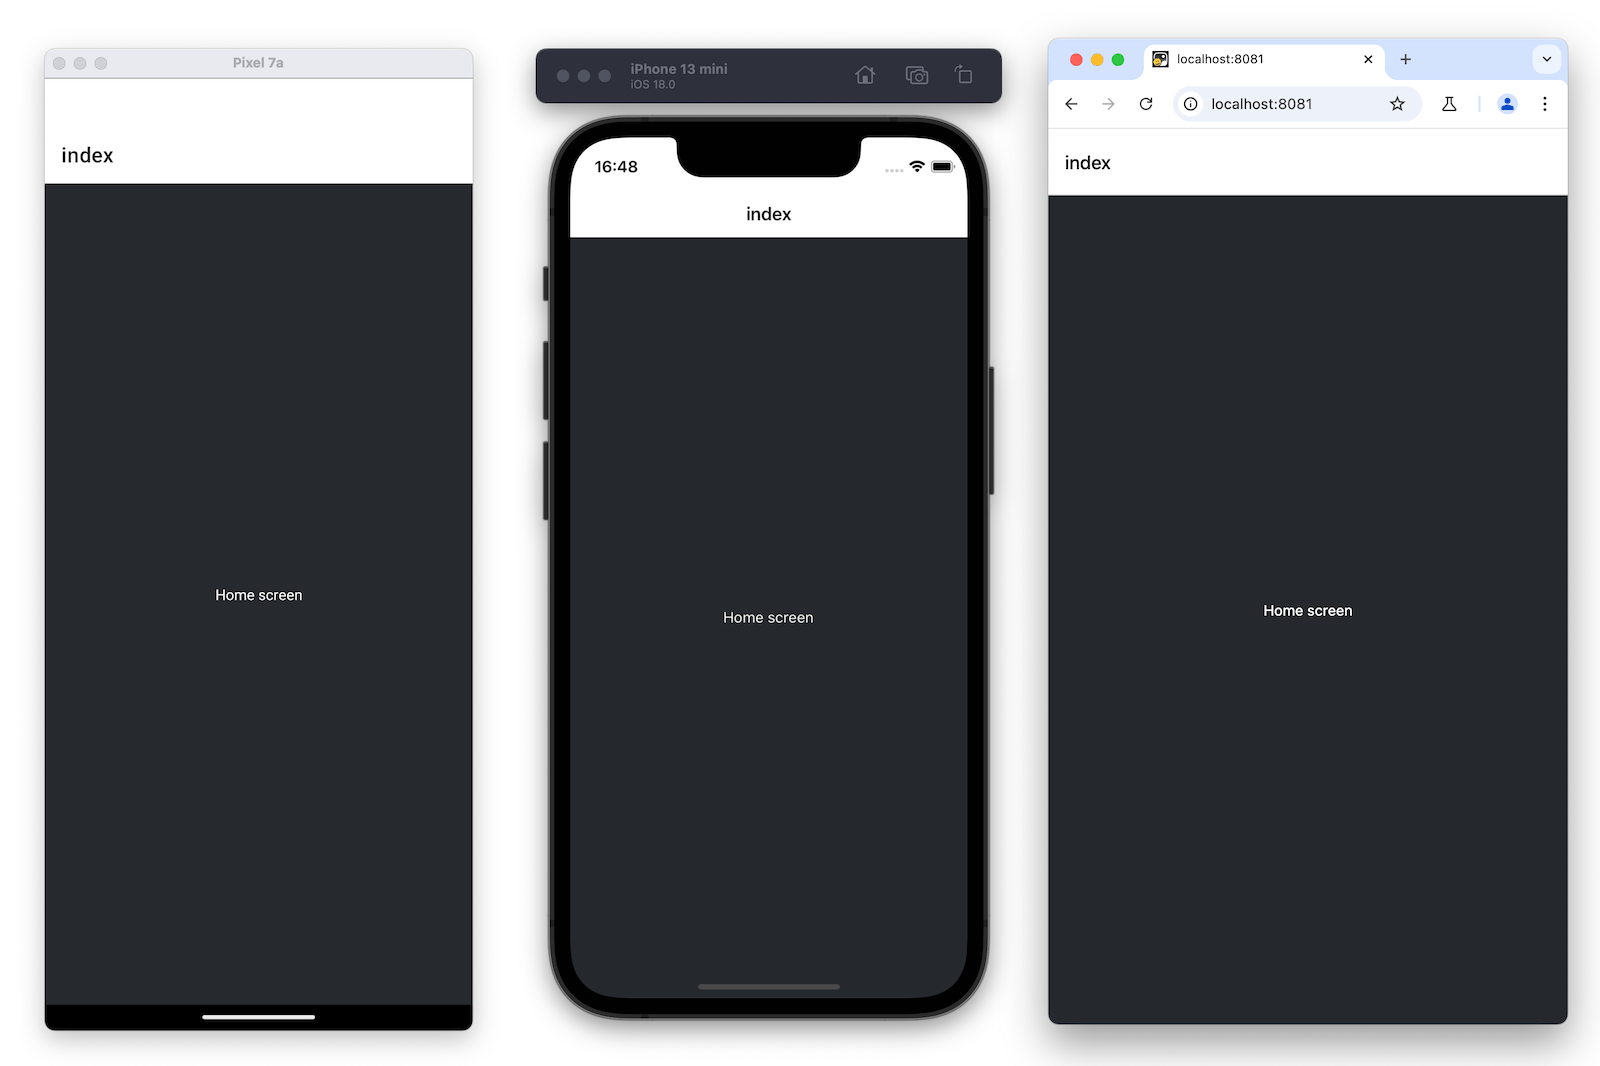 Pixel 7a
index
Home screen
iPhone 13 mini
iOS 18.0
16:48
index
Home screen
localhost:8081
localhost:8081
index
Home screen